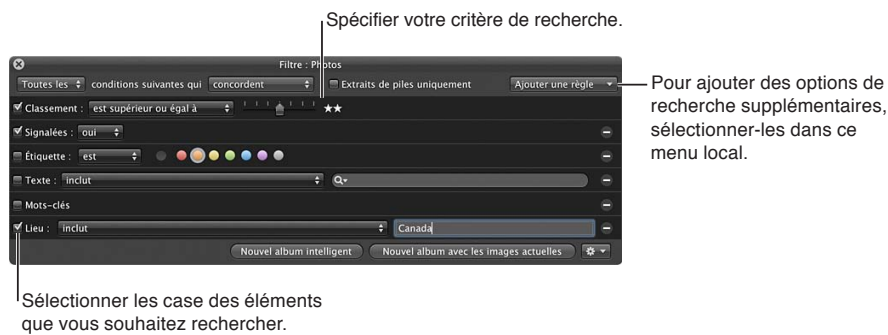 Spécifier votre critère de recherche.
Filtre : Photos
Toutes les conditions suivantes qui concordent Extraits de piles uniquement Ajouter une règle
Classement : est supérieur ou égal à ★★
Signalées : oui
Étiquette : est
Texte : inclut
Mots-clés
Lieu : inclut Canada
Nouvel album intelligent Nouvel album avec les images actuelles
Pour ajouter des options de
recherche supplémentaires,
sélectionner-les dans ce
menu local.
Sélectionner les case des éléments
que vous souhaitez rechercher.